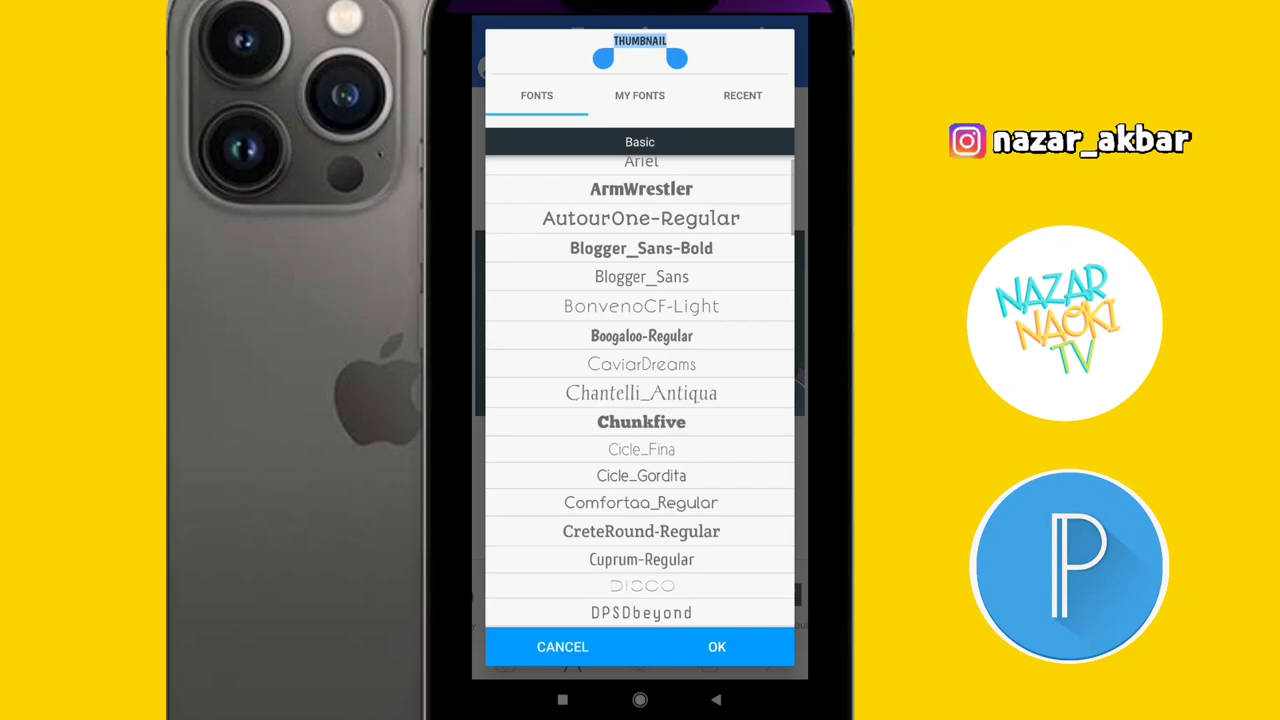 THUMBNAIL
FONTS
MY FONTS
RECENT
Basic
Ariel
ArmWrestler
AutourOne-Regular
Blogger_Sans-Bold
Blogger_Sans
BonvenoCF-Light
Boogaloo-Regular
CaviarDreams
Chantelli_Antiqua
Chunkfive
Cicle_Fina
Cicle_Gordita
Comfortaa_Regular
CreteRound-Regular
Cuprum-Regular
DISCO
DPSDbeyond
CANCEL
OK
nazar_akbar
NAZAR
NAOKI
TV
P